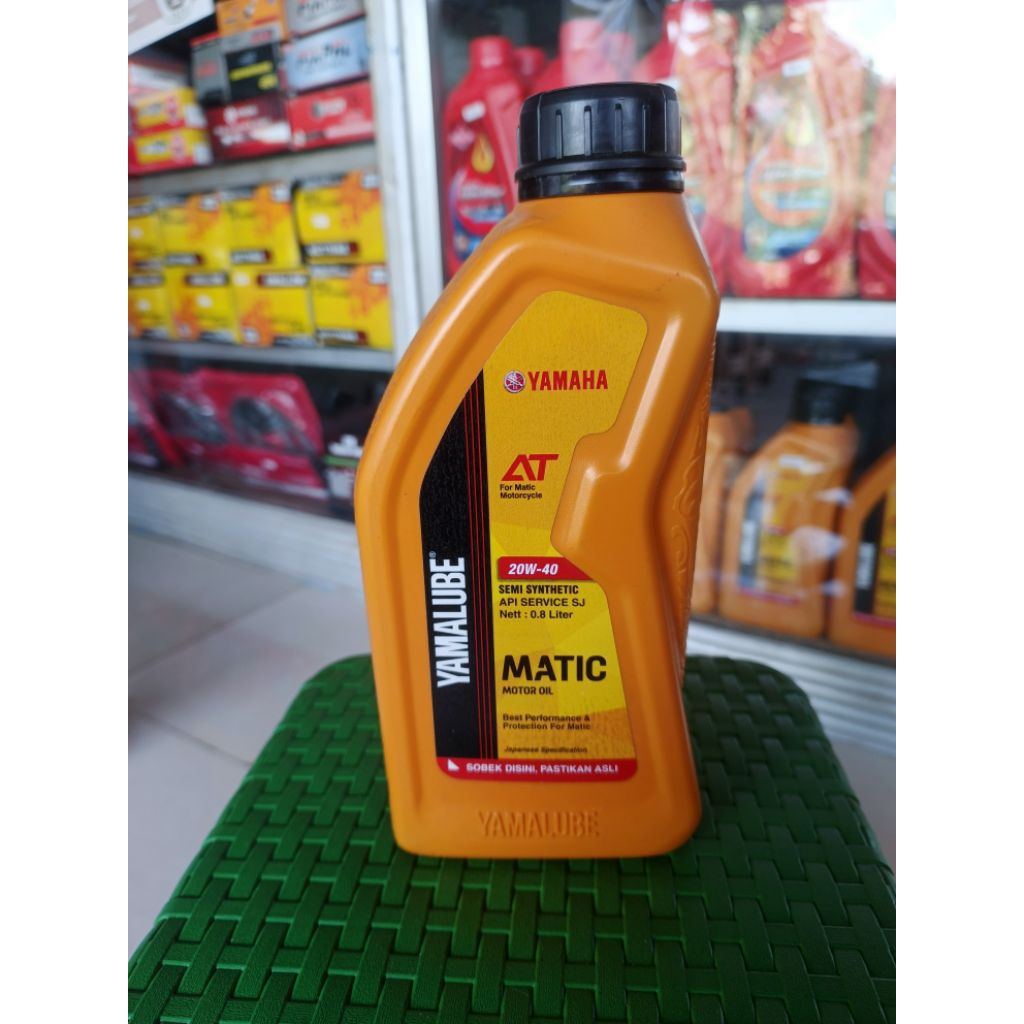 YAMAHA
AT
For Matic
Motorcycle
YAMALUBE®
20W-40
SEMI SYNTHETIC
API SERVICE SJ
Nett : 0.8 Liter
MATIC
MOTOR OIL
Best Performance &
Protection For Matic
Japanese Specification
SOBEK DISINI, PASTIKAN ASLI
YAMALUBE